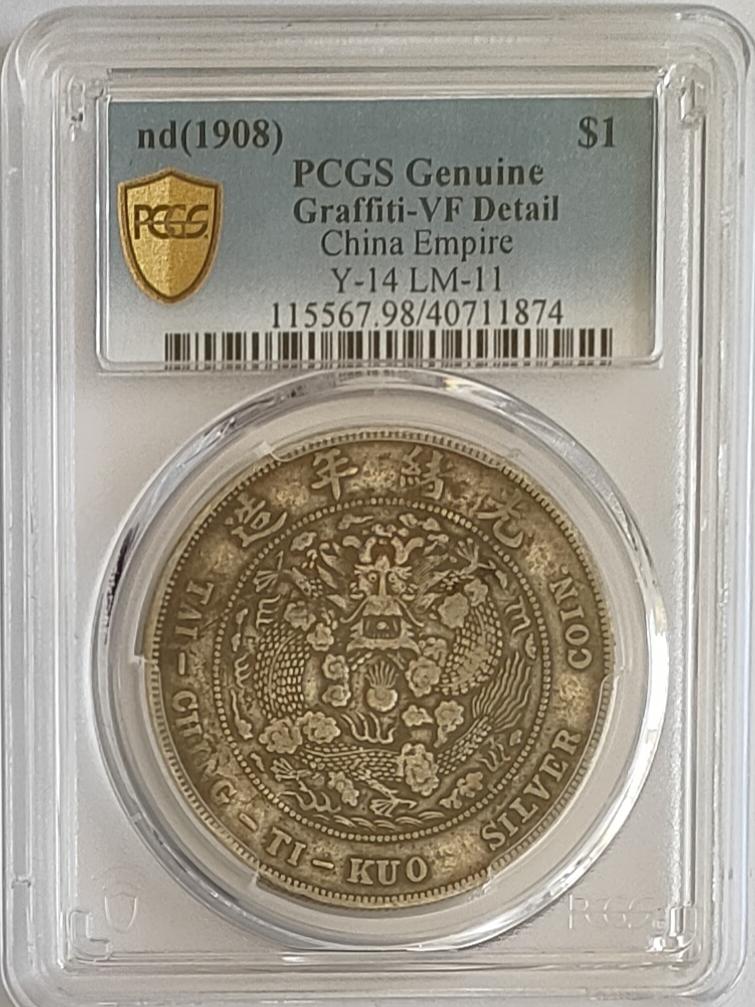 nd(1908) $1
PCGS Genuine
Graffiti-VF Detail
China Empire
Y-14 LM-11
115567.98/40711874
PCGS
造年緒光
TAI-CHING-TI-KUO SILVER COIN
PCGS